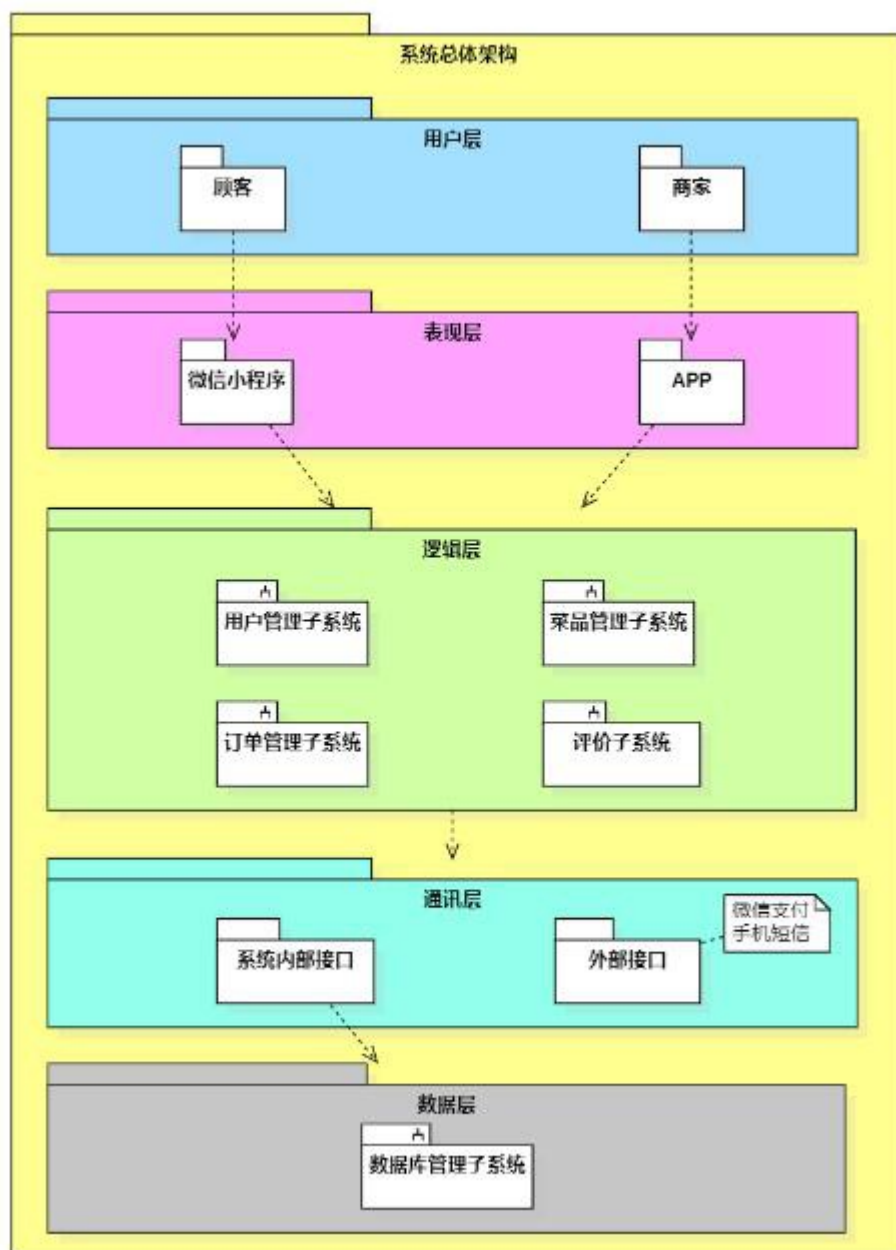 系统总体架构
用户层
顾客
商家
表现层
微信小程序
APP
逻辑层
用户管理子系统
菜品管理子系统
订单管理子系统
评价子系统
通讯层
微信支付
手机短信
系统内部接口
外部接口
数据层
数据库管理子系统